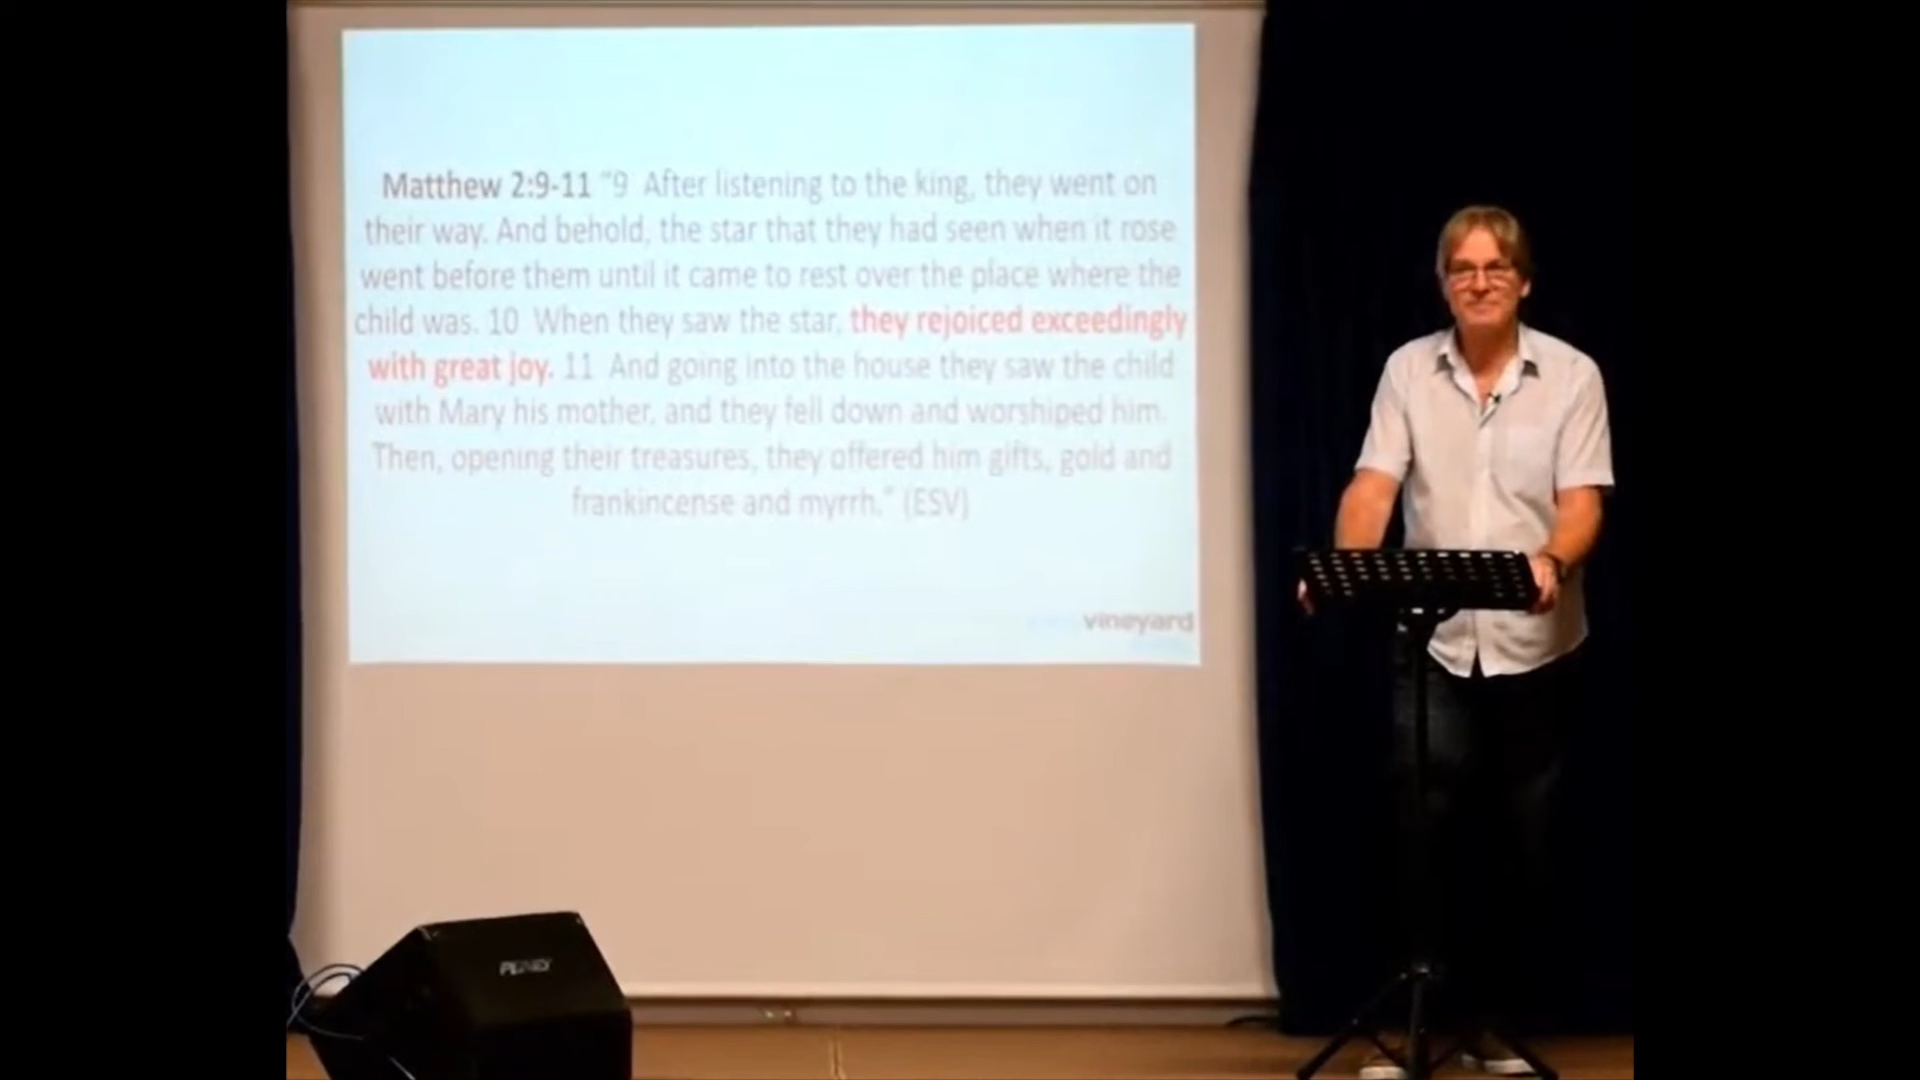 Matthew 2:9-11 “9 After listening to the king, they went on
their way. And behold, the star that they had seen when it rose
went before them until it came to rest over the place where the
child was. 10 When they saw the star, they rejoiced exceedingly
with great joy. 11 And going into the house they saw the child
with Mary his mother, and they fell down and worshiped him.
Then, opening their treasures, they offered him gifts, gold and
frankincense and myrrh.” (ESV)
vineyard
PEAVEY